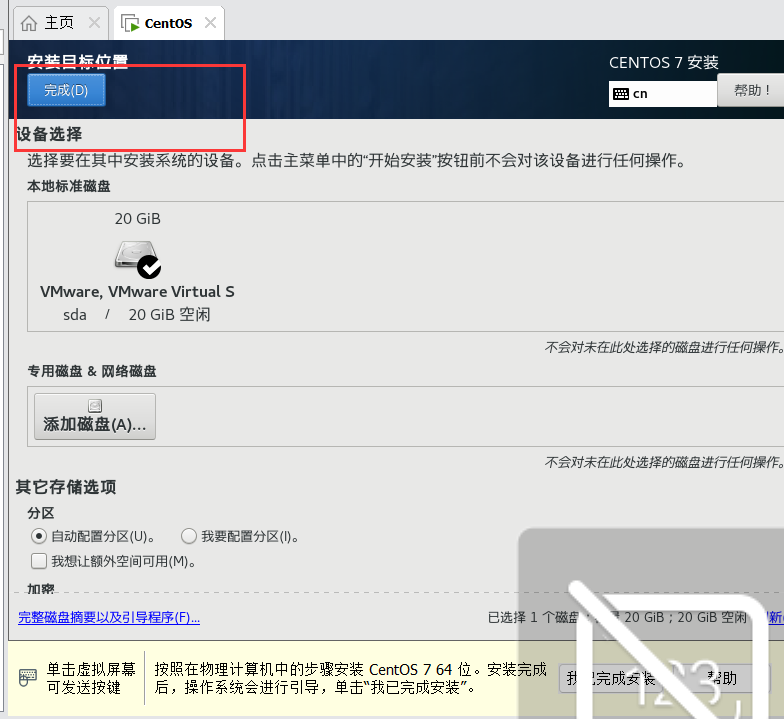 主页
CentOS
安装目标位置
CENTOS 7 安装
完成(D)
cn
帮助！
设备选择
选择要在其中安装系统的设备。点击主菜单中的“开始安装”按钮前不会对该设备进行任何操作。
本地标准磁盘
20 GiB
VMware, VMware Virtual S
sda / 20 GiB 空闲
不会对未在此处选择的磁盘进行任何操作。
专用磁盘 & 网络磁盘
添加磁盘(A)...
不会对未在此处选择的磁盘进行任何操作。
其它存储选项
分区
自动配置分区(U)。
我要配置分区(I)。
我想让额外空间可用(M)。
加密
完整磁盘摘要以及引导程序(F)...
已选择 1 个磁盘；
20 GiB；20 GiB 空闲
新
单击虚拟屏幕
可发送按键
按照在物理计算机中的步骤安装 CentOS 7 64 位。安装完成
后，操作系统会进行引导，单击“我已完成安装”。
我已完成安装
帮助
123